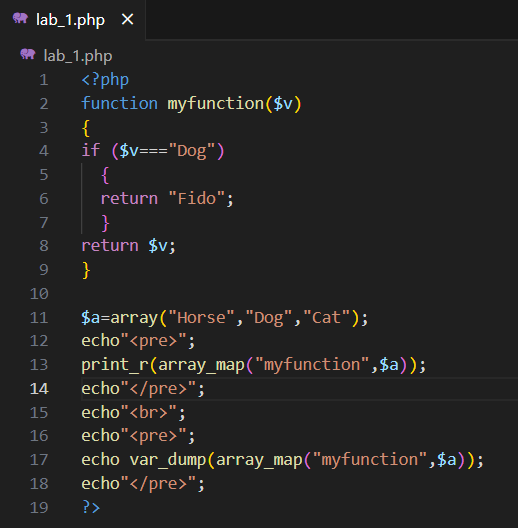 lab_1.php ×
lab_1.php
1 <?php
2 function myfunction($v)
3 {
4 if ($v==="Dog")
5 {
6 return "Fido";
7 }
8 return $v;
9 }
10
11 $a=array("Horse","Dog","Cat");
12 echo"<pre>";
13 print_r(array_map("myfunction",$a));
14 echo"</pre>";
15 echo"<br>";
16 echo"<pre>";
17 echo var_dump(array_map("myfunction",$a));
18 echo"</pre>";
19 ?>